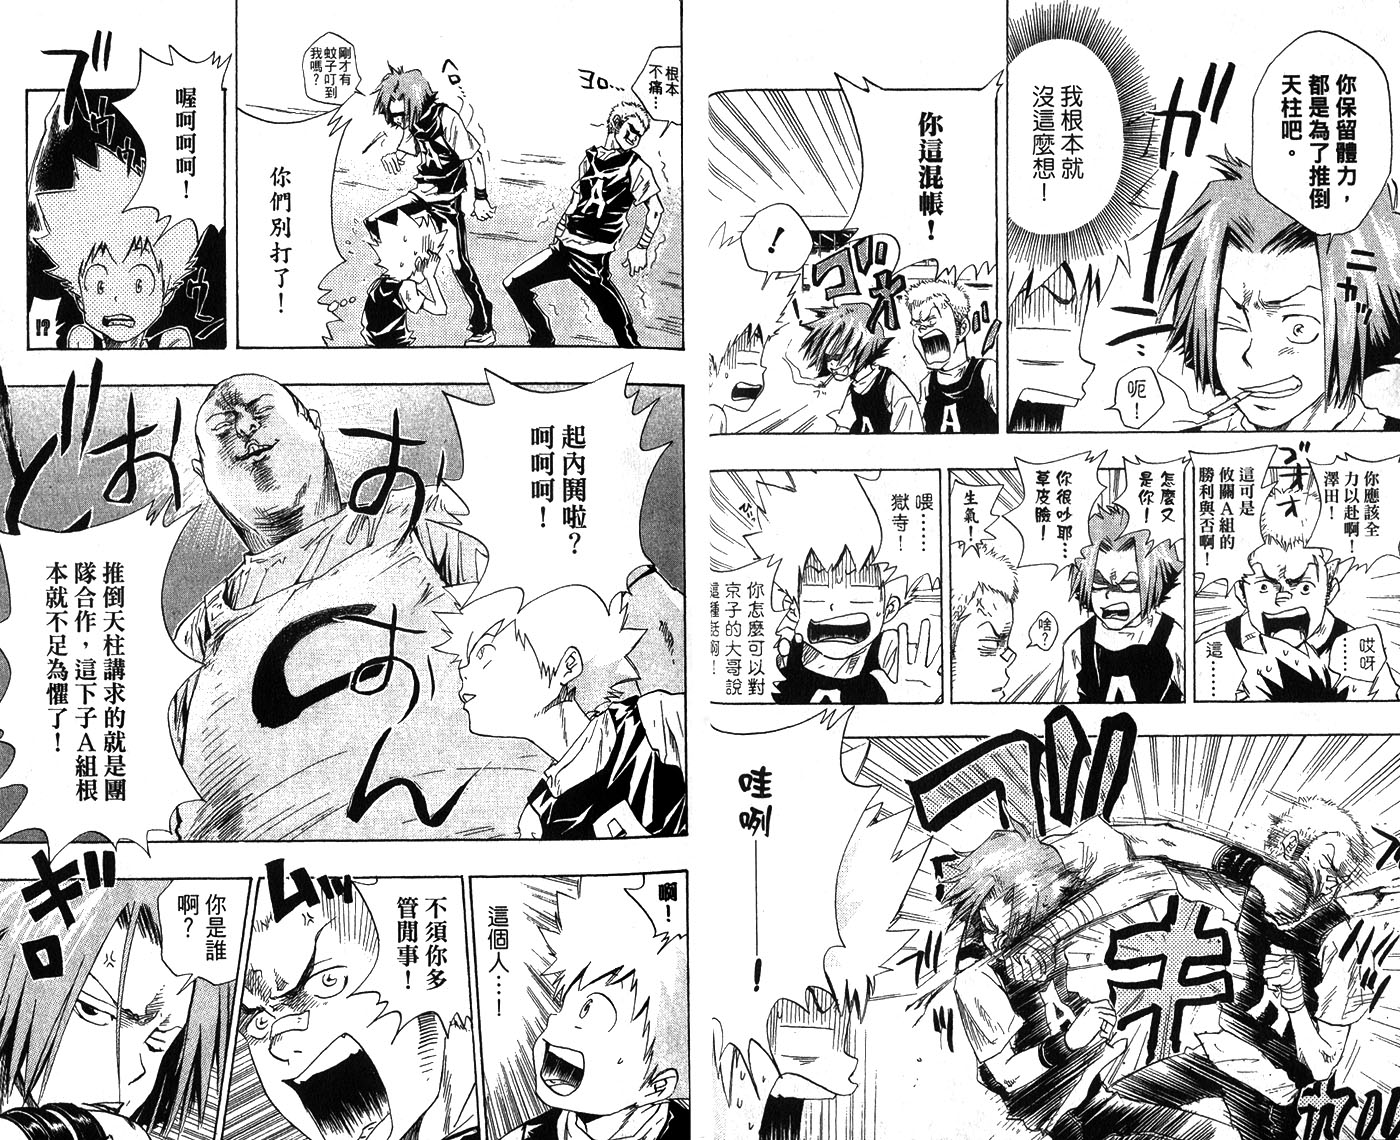 你保留體力，
都是為了推倒
天柱吧。
我根本就
沒這麼想！
呃！
你這混帳！
！
你應該全
力以赴啊！
澤田！
這可是
攸關A組的
勝利與否啊！
哎呀
……
這……
怎麼又
是你！
你很吵耶…
草皮臉！
啥？
生氣！
喂……
獄寺！
你怎麼可以對
京子的大哥說
這種話啊！
哇咧——！
根本
不痛…
剛才有
蚊子叮到
我嗎？
ヨロ…
你們別打了！
喔呵呵呵！
!?
起內鬨啦？
呵呵呵！
推倒天柱講求的就是團
隊合作，這下子A組根
本就不足為懼了！
啊！
這個人…！
不須你多
管閒事！
ムッ
你是誰
啊？
ギロ